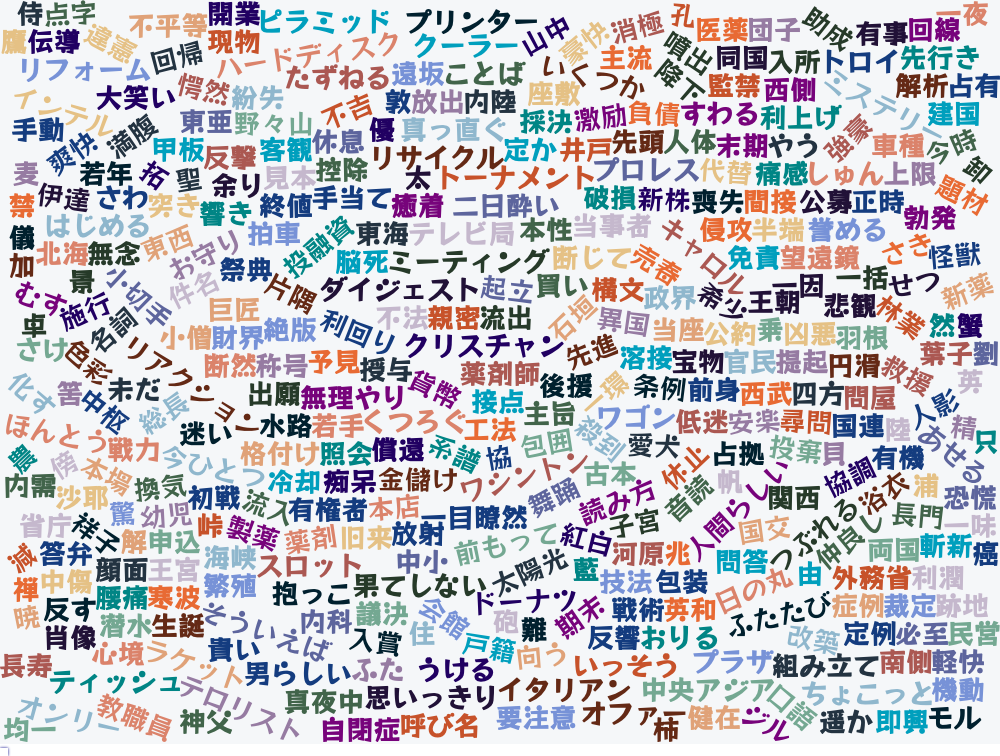 侍 点字 不平等 開業 ピラミッド プリンター 山中 豪快 消極 孔 医薬 団子 助成 有事 回線 一夜
鷹 伝導 違憲 回帰 現物 ハードディスク クーラー いくつか 主流 噴出 同国 入所 トロイ 先行き
リフォーム 愕然 紛失 たずねる 遠坂 ことば 座敷 降下 監禁 西側 ミステリー 解析 占有
インテル 大笑い 不吉 敦 放出 内陸 採決 激励 負債 すわる 利上げ 建国
手動 爽快 満腹 東亜 野々山 休息 優 真っ直ぐ 定か 井戸 先頭 人体 末期 やう 強豪 車種 今時
甲板 反撃 客観 リサイクル プロレス 代替 痛感 しゅん 上限 卸
麦 若年 拓 聖 余り 見本 控除 太 トーナメント 題材
禁 伊達 さわ 突き 響き 終値 手当て 癒着 二日酔い 破損 新株 喪失 間接 公募 正時 勃発
儀 はじめる 東西 お守り 拍車 投融資 東海 テレビ局 本性 当事者 キャロル 侵攻 半端 誉める さき 怪獣
加 北海 無念 景 小切手 件名 祭典 片隅 脳死 ミーティング 断じて 売春 免責 望遠鏡 一因 一括 せつ 新薬
むす 施行 名詞 巨匠 ダイジェスト 起立 買い 構文 政界 希少 王朝 悲観 林業 然 蟹
卓 小僧 財界 絶版 利回り 不法 親密 流出 石垣 異国 当座 公約 乗 凶悪 羽根
さけ 色彩 リアクション 断然 称号 予見 授与 クリスチャン 先進 溶接 宝物 官民 提起 円滑 救援 葉子 劉
化す 答 中枢 未だ 総長 出願 無理やり 貨幣 薬剤師 後援 一環 条例 前身 西武 四方 問屋 人影 英
ほんとう 戦力 迷い 水路 若手 くつろぐ 工法 接点 主旨 ワゴン 低迷 安楽 尋問 国連 陸 あせる 精 只
農 傍 本場 今ひとつ 格付け 照会 償還 系譜 協 包囲 殺到 愛犬 占拠 投棄 貝 有機
内需 沙耶 換気 冷却 痴呆 金儲け ワシントン 古本 休止 帆 人間らしい 関西 協調 浴衣 浦 恐慌
省庁 祥子 驚 幼児 初戦 流入 有権者 本店 一目瞭然 舞踊 読み方 音読 国交 つぶれる 仲良し 長門 一味
減 答弁 解 申込 峠 製薬 薬剤 旧来 放射 前もって 紅白 子宮 河原 兆 問答 両国 斬新 癌
禅 中傷 顔面 王宮 海峡 スロット 中小 太陽光 藍 技法 包装 日の丸 由 外務省 利潤
暁 反す 腰痛 寒波 繁殖 抱っこ 果てしない ドーナツ 期末 戦術 英和 ふたたび 症例 裁定 跡地
肖像 潜水 生誕 そういえば 内科 議決 会館 砲 難 反響 おりる 改築 定例 必至 民営
長寿 心境 ラケット 貴い 入賞 住 戸籍 向う いっそう プラザ 組み立て 南側 軽快
ティッシュ テロリスト 男らしい ふた うける イタリアン 中央アジア 口語 ちょこっと 機動
均一 オンリー 教職員 神父 真夜中 思いっきり 自閉症 呼び名 要注意 オファー 柿 健在 ジル 遥か 即興 モル